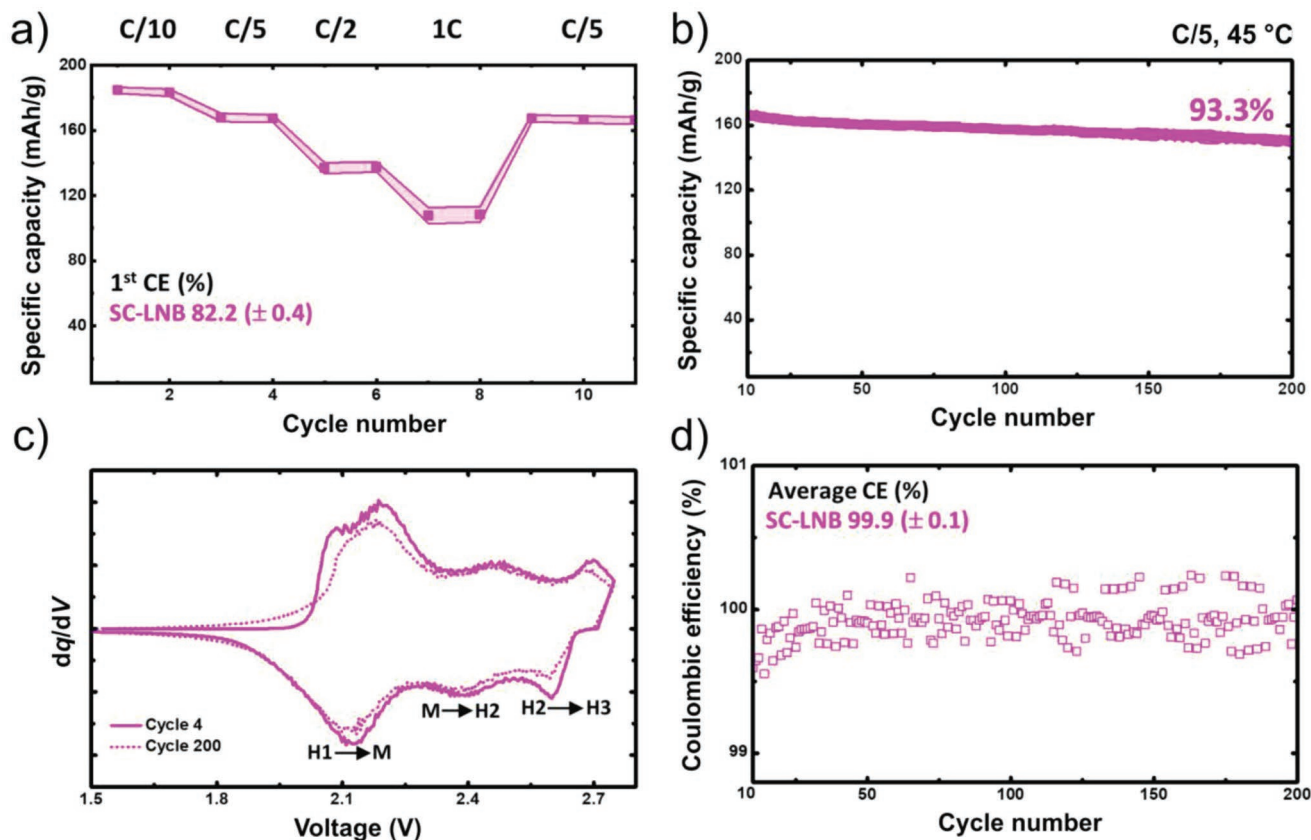 a)
C/10 C/5 C/2 1C C/5
Specific capacity (mAh/g)
200
160
120
80
40
1st CE (%)
SC-LNB 82.2 (± 0.4)
2 4 6 8 10
Cycle number
b)
C/5, 45 °C
Specific capacity (mAh/g)
200
160
120
80
40
93.3%
10 50 100 150 200
Cycle number
c)
dq/dV
H1→M
M→H2
H2→H3
Cycle 4
Cycle 200
1.5 1.8 2.1 2.4 2.7
Voltage (V)
d)
Coulombic efficiency (%)
101
100
99
Average CE (%)
SC-LNB 99.9 (± 0.1)
10 50 100 150 200
Cycle number